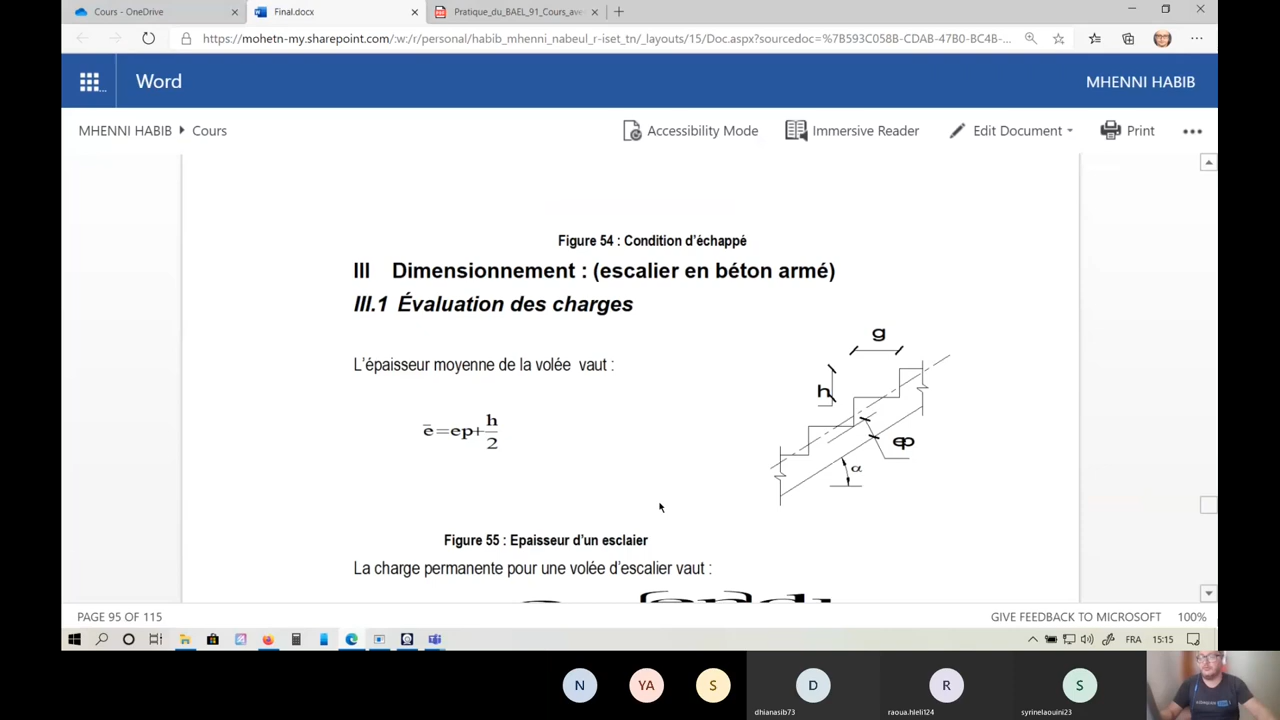 Cours - OneDrive
Final.docx
Pratique_du_BAEL_91_Cours_ave
https://mohetn-my.sharepoint.com/:w:/r/personal/habib_mhenni_nabeul_r-iset_tn/_layouts/15/Doc.aspx?sourcedoc=%7B593C058B-CDAB-47B0-BC4B-...
Word
MHENNI HABIB
MHENNI HABIB
Cours
Accessibility Mode
Immersive Reader
Edit Document
Print
Figure 54 : Condition d'échappé
III Dimensionnement : (escalier en béton armé)
III.1 Évaluation des charges
g
L'épaisseur moyenne de la volée vaut :
h
e̅=ep+h/2
ep
α
Figure 55 : Epaisseur d'un esclaier
La charge permanente pour une volée d'escalier vaut :
PAGE 95 OF 115
GIVE FEEDBACK TO MICROSOFT
100%
FRA
15:15
N
YA
S
D
R
S
dhianasib73
raoua.hleli124
syrinelaouini23